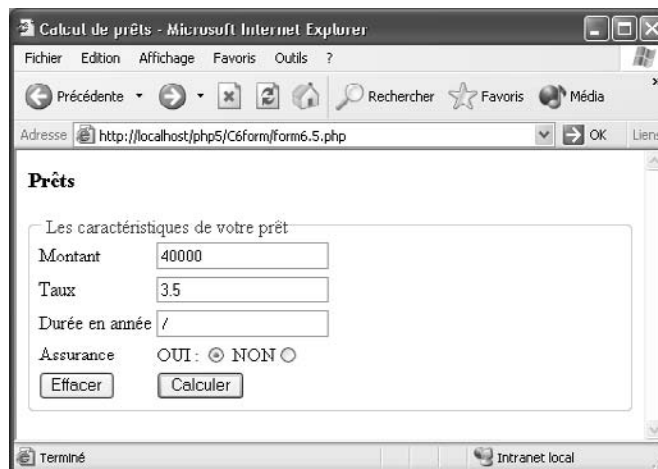 Calcul de prêts - Microsoft Internet Explorer
Fichier Edition Affichage Favoris Outils ?
Précédente Rechercher Favoris Média »
Adresse http://localhost/php5/C6form/form6.5.php OK Liens
Prêts
Les caractéristiques de votre prêt
Montant 40000
Taux 3.5
Durée en année /
Assurance OUI : NON
Effacer Calculer
Terminé Intranet local